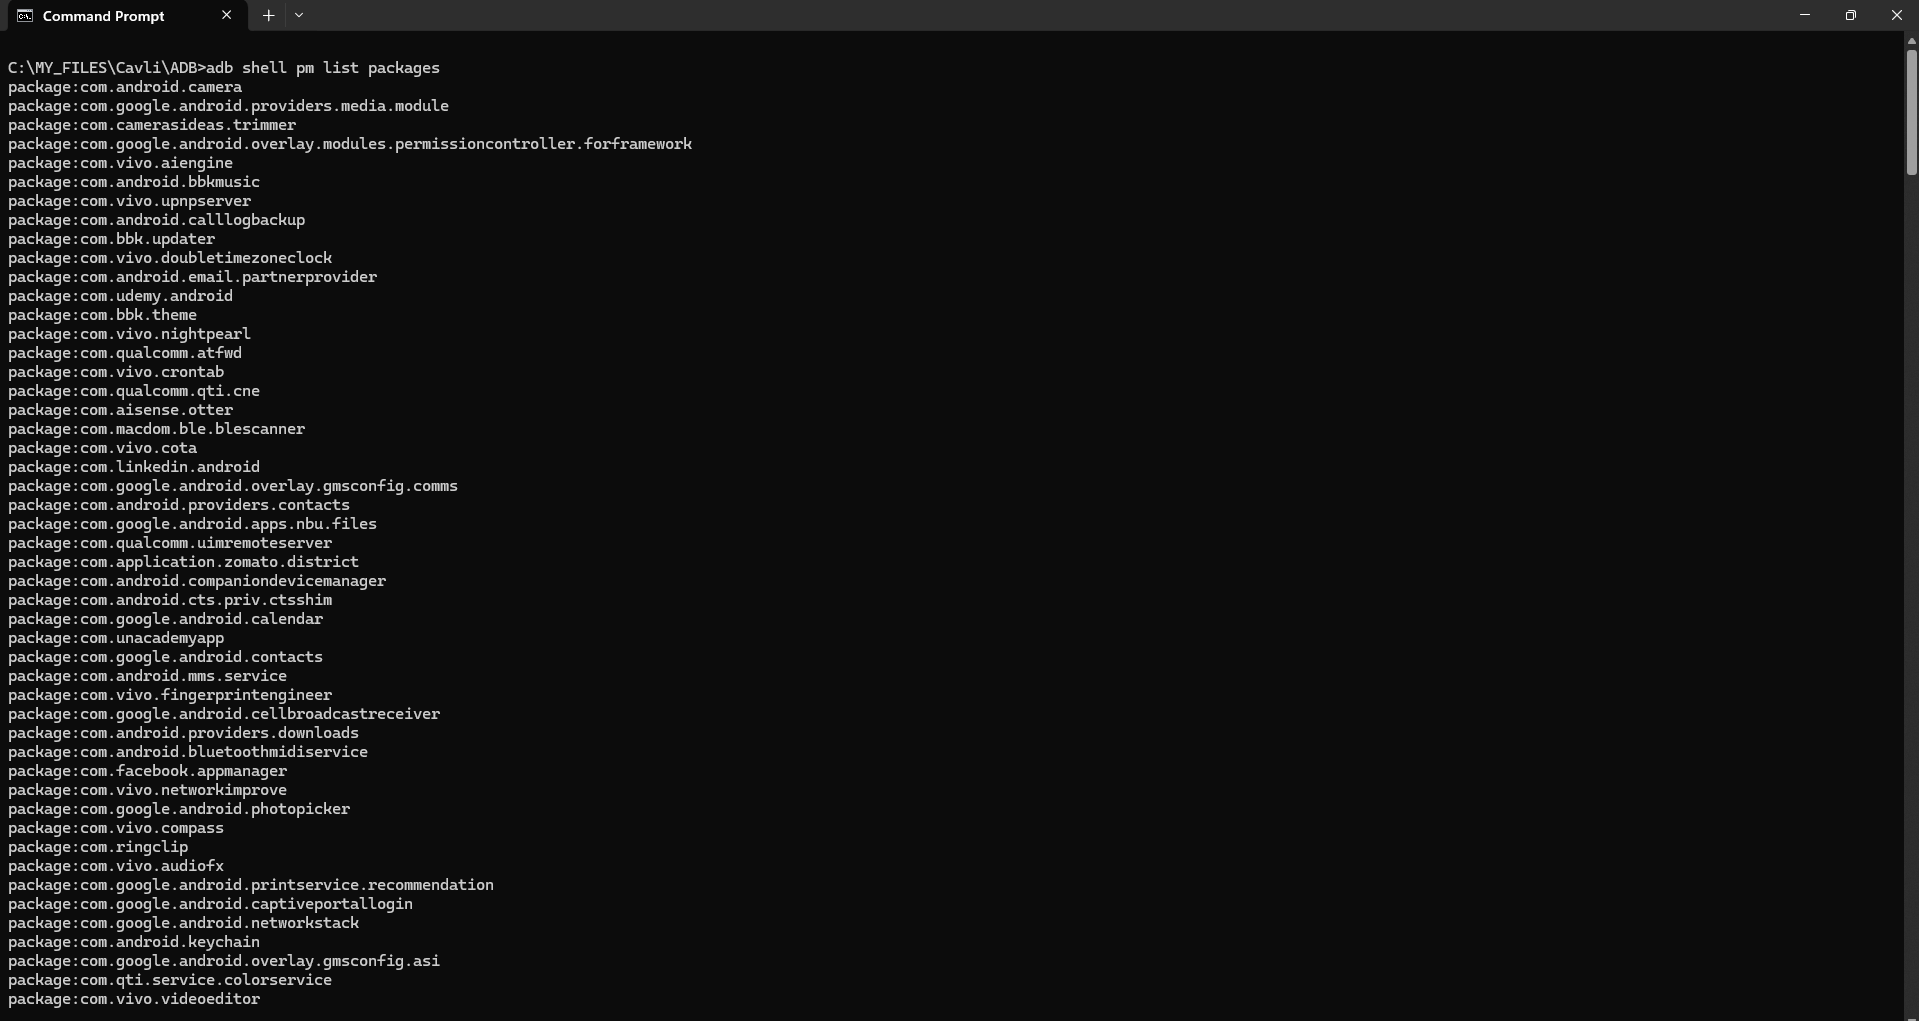 Command Prompt
C:\MY_FILES\Cavli\ADB>adb shell pm list packages
package:com.android.camera
package:com.google.android.providers.media.module
package:com.camerasideas.trimmer
package:com.google.android.overlay.modules.permissioncontroller.forframework
package:com.vivo.aiengine
package:com.android.bbkmusic
package:com.vivo.upnpserver
package:com.android.calllogbackup
package:com.bbk.updater
package:com.vivo.doubletimezoneclock
package:com.android.email.partnerprovider
package:com.udemy.android
package:com.bbk.theme
package:com.vivo.nightpearl
package:com.qualcomm.atfwd
package:com.vivo.crontab
package:com.qualcomm.qti.cne
package:com.aisense.otter
package:com.macdom.ble.blescanner
package:com.vivo.cota
package:com.linkedin.android
package:com.google.android.overlay.gmsconfig.comms
package:com.android.providers.contacts
package:com.google.android.apps.nbu.files
package:com.qualcomm.uimremoteserver
package:com.application.zomato.district
package:com.android.companiondevicemanager
package:com.android.cts.priv.ctsshim
package:com.google.android.calendar
package:com.unacademyapp
package:com.google.android.contacts
package:com.android.mms.service
package:com.vivo.fingerprintengineer
package:com.google.android.cellbroadcastreceiver
package:com.android.providers.downloads
package:com.android.bluetoothmidiservice
package:com.facebook.appmanager
package:com.vivo.networkimprove
package:com.google.android.photopicker
package:com.vivo.compass
package:com.ringclip
package:com.vivo.audiofx
package:com.google.android.printservice.recommendation
package:com.google.android.captiveportallogin
package:com.google.android.networkstack
package:com.android.keychain
package:com.google.android.overlay.gmsconfig.asi
package:com.qti.service.colorservice
package:com.vivo.videoeditor